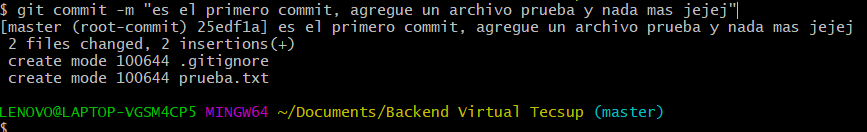 $ git commit -m "es el primero commit, agregue un archivo prueba y nada mas jejej"
[master (root-commit) 25edf1a] es el primero commit, agregue un archivo prueba y nada mas jejej
 2 files changed, 2 insertions(+)
 create mode 100644 .gitignore
 create mode 100644 prueba.txt
LENOVO@LAPTOP-VGSM4CP5 MINGW64 ~/Documents/Backend Virtual Tecsup (master)
$